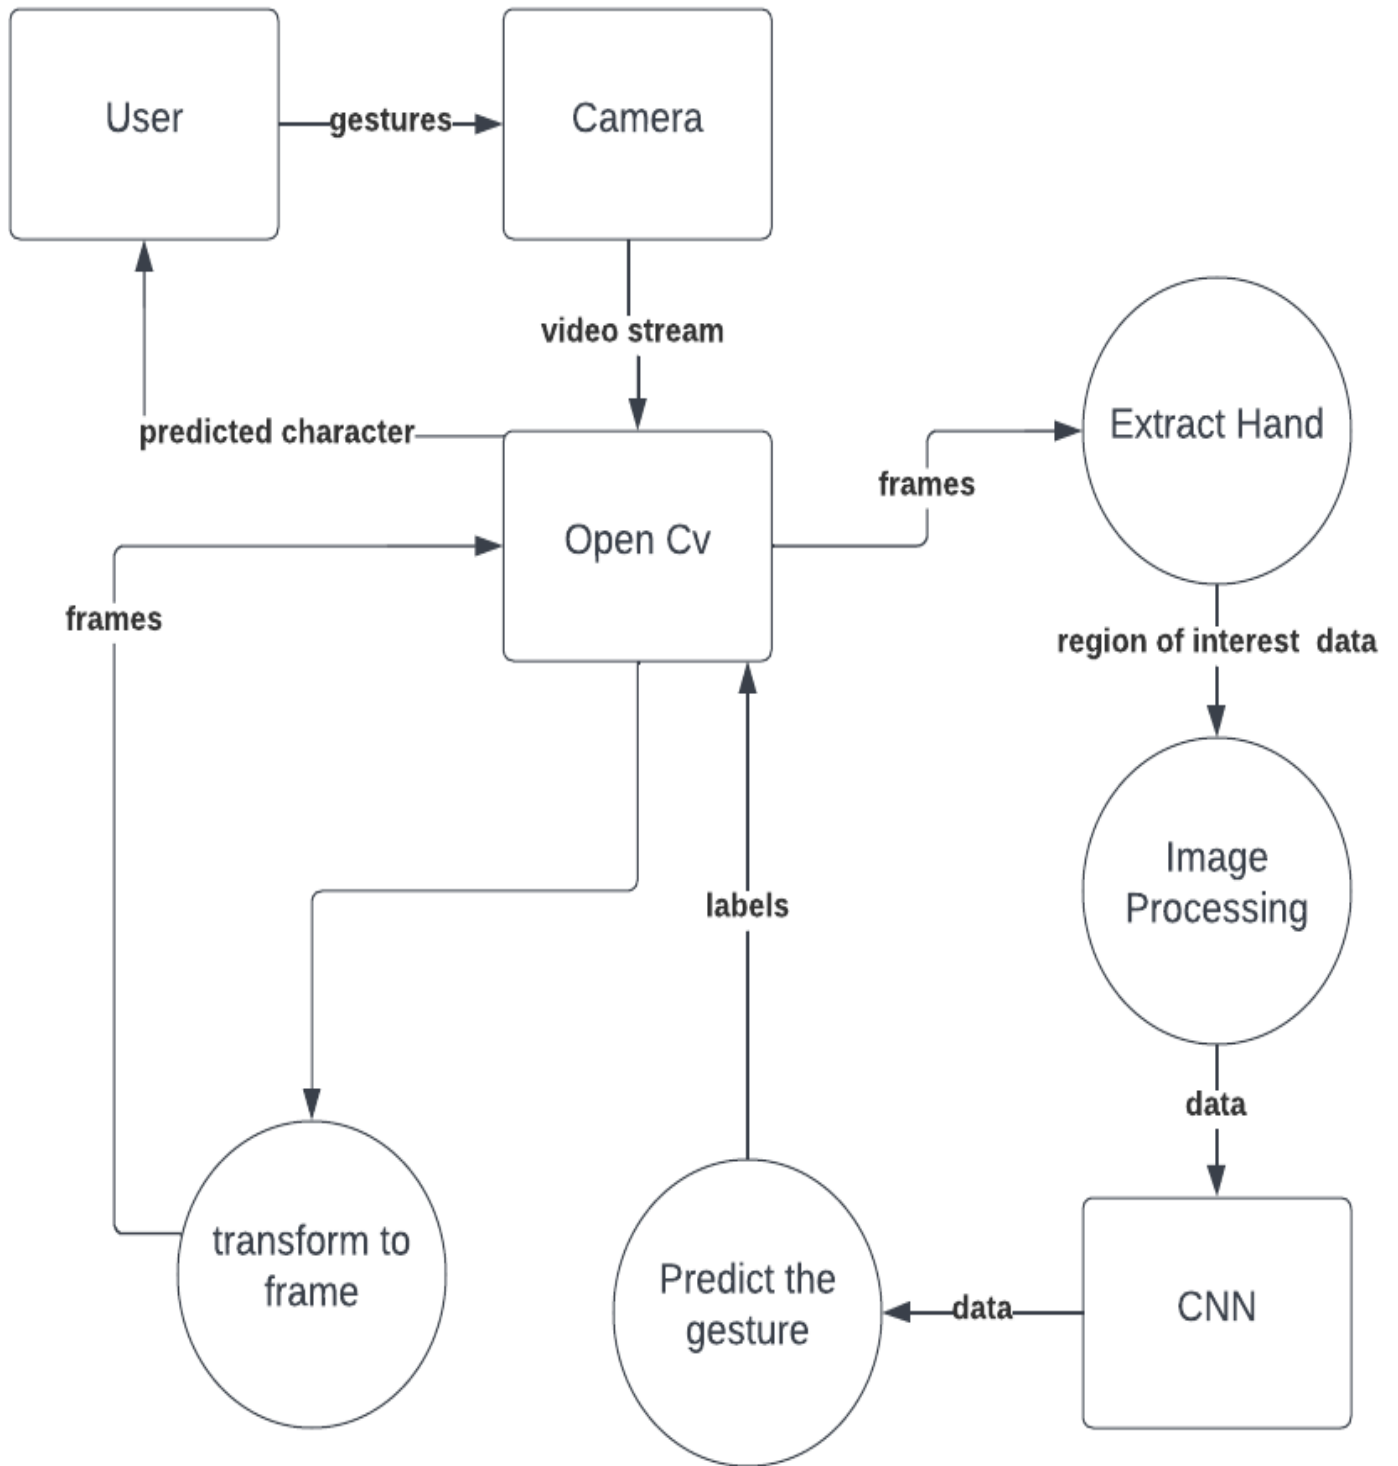 User
gestures
Camera
video stream
predicted character
Extract Hand
frames
Open Cv
frames
region of interest  data
Image
Processing
labels
data
transform to
frame
Predict the
gesture
data
CNN